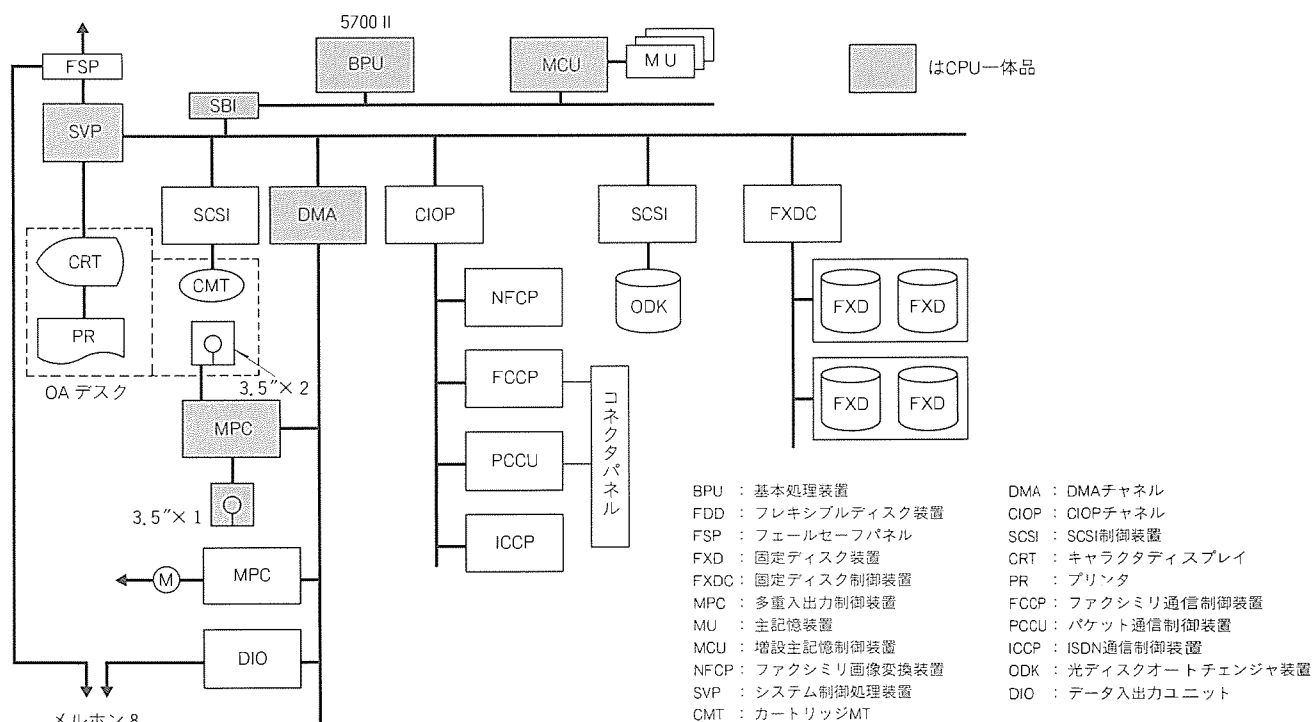 5700 II
FSP
BPU
MCU
MU
はCPU一体品
SBI
SVP
SCSI
DMA
CIOP
SCSI
FXDC
CRT
CMT
NFCP
ODK
FXD
FXD
PR
OA デスク
3.5″× 2
FCCP
コネクタパネル
FXD
FXD
MPC
PCCU
3.5″× 1
ICCP
M
MPC
DIO
メルホン 8
BPU : 基本処理装置
FDD : フレキシブルディスク装置
FSP : フェールセーフパネル
FXD : 固定ディスク装置
FXDC : 固定ディスク制御装置
MPC : 多重入出力制御装置
MU : 主記憶装置
MCU : 増設主記憶制御装置
NFCP : ファクシミリ画像変換装置
SVP : システム制御処理装置
CMT : カートリッジMT
DMA : DMAチャネル
CIOP : CIOPチャネル
SCSI : SCSI制御装置
CRT : キャラクタディスプレイ
PR : プリンタ
FCCP : ファクシミリ通信制御装置
PCCU : パケット通信制御装置
ICCP : ISDN通信制御装置
ODK : 光ディスクオートチェンジャ装置
DIO : データ入出力ユニット